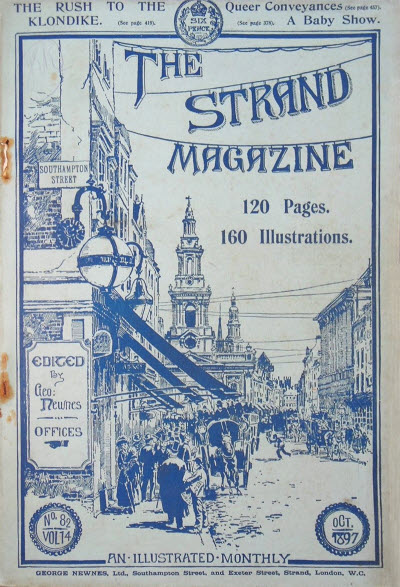 THE RUSH TO THE
KLONDIKE. (See page 419).
SIX
PENCE
Queer Conveyances (See page 457).
(See page 376). A Baby Show.
THE
STRAND
MAGAZINE
120 Pages.
160 Illustrations.
SOUTHAMPTON
STREET
EDITED
by
Geo:
Newnes
OFFICES
No. 82
VOL 14
OCT.
1897
AN · ILLUSTRATED · MONTHLY
GEORGE NEWNES, Ltd., Southampton Street, and Exeter Street, Strand, London, W.C.